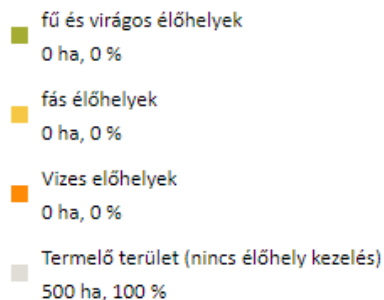 fű és virágos élőhelyek
0 ha, 0 %
fás élőhelyek
0 ha, 0 %
Vizes előhelyek
0 ha, 0 %
Termelő terület (nincs élőhely kezelés)
500 ha, 100 %